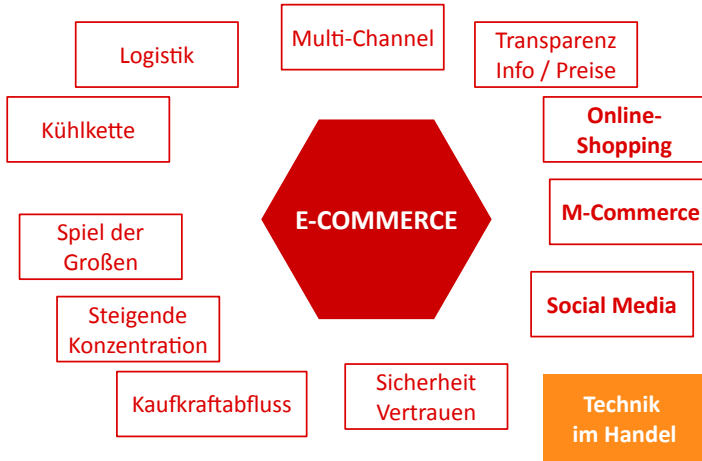 Logistik
Multi-Channel
Transparenz
Info / Preise
Kühlkette
Online-
Shopping
E-COMMERCE
M-Commerce
Spiel der
Großen
Social Media
Steigende
Konzentration
Kaufkraftabfluss
Sicherheit
Vertrauen
Technik
im Handel